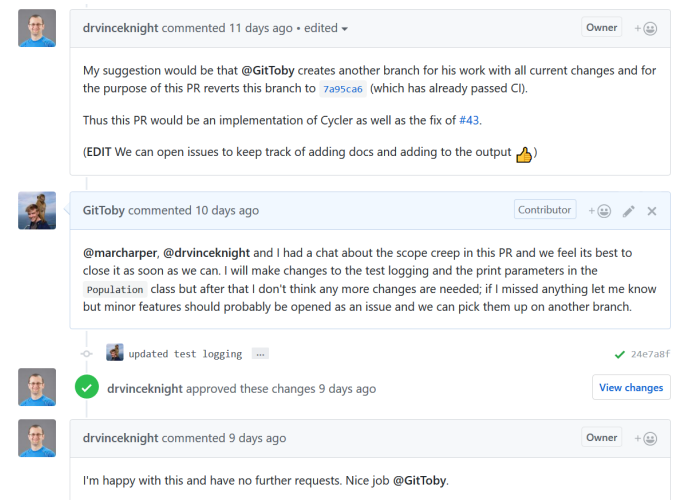 drvinceknight commented 11 days ago • edited
Owner
My suggestion would be that @GitToby creates another branch for his work with all current changes and for
the purpose of this PR reverts this branch to 7a95ca6 (which has already passed CI).
Thus this PR would be an implementation of Cycler as well as the fix of #43.
(EDIT We can open issues to keep track of adding docs and adding to the output 👍)
GitToby commented 10 days ago
Contributor
@marcharper, @drvinceknight and I had a chat about the scope creep in this PR and we feel its best to
close it as soon as we can. I will make changes to the test logging and the print parameters in the
Population class but after that I don't think any more changes are needed; if I missed anything let me know
but minor features should probably be opened as an issue and we can pick them up on another branch.
updated test logging ...
24e7a8f
drvinceknight approved these changes 9 days ago
View changes
drvinceknight commented 9 days ago
Owner
I'm happy with this and have no further requests. Nice job @GitToby.